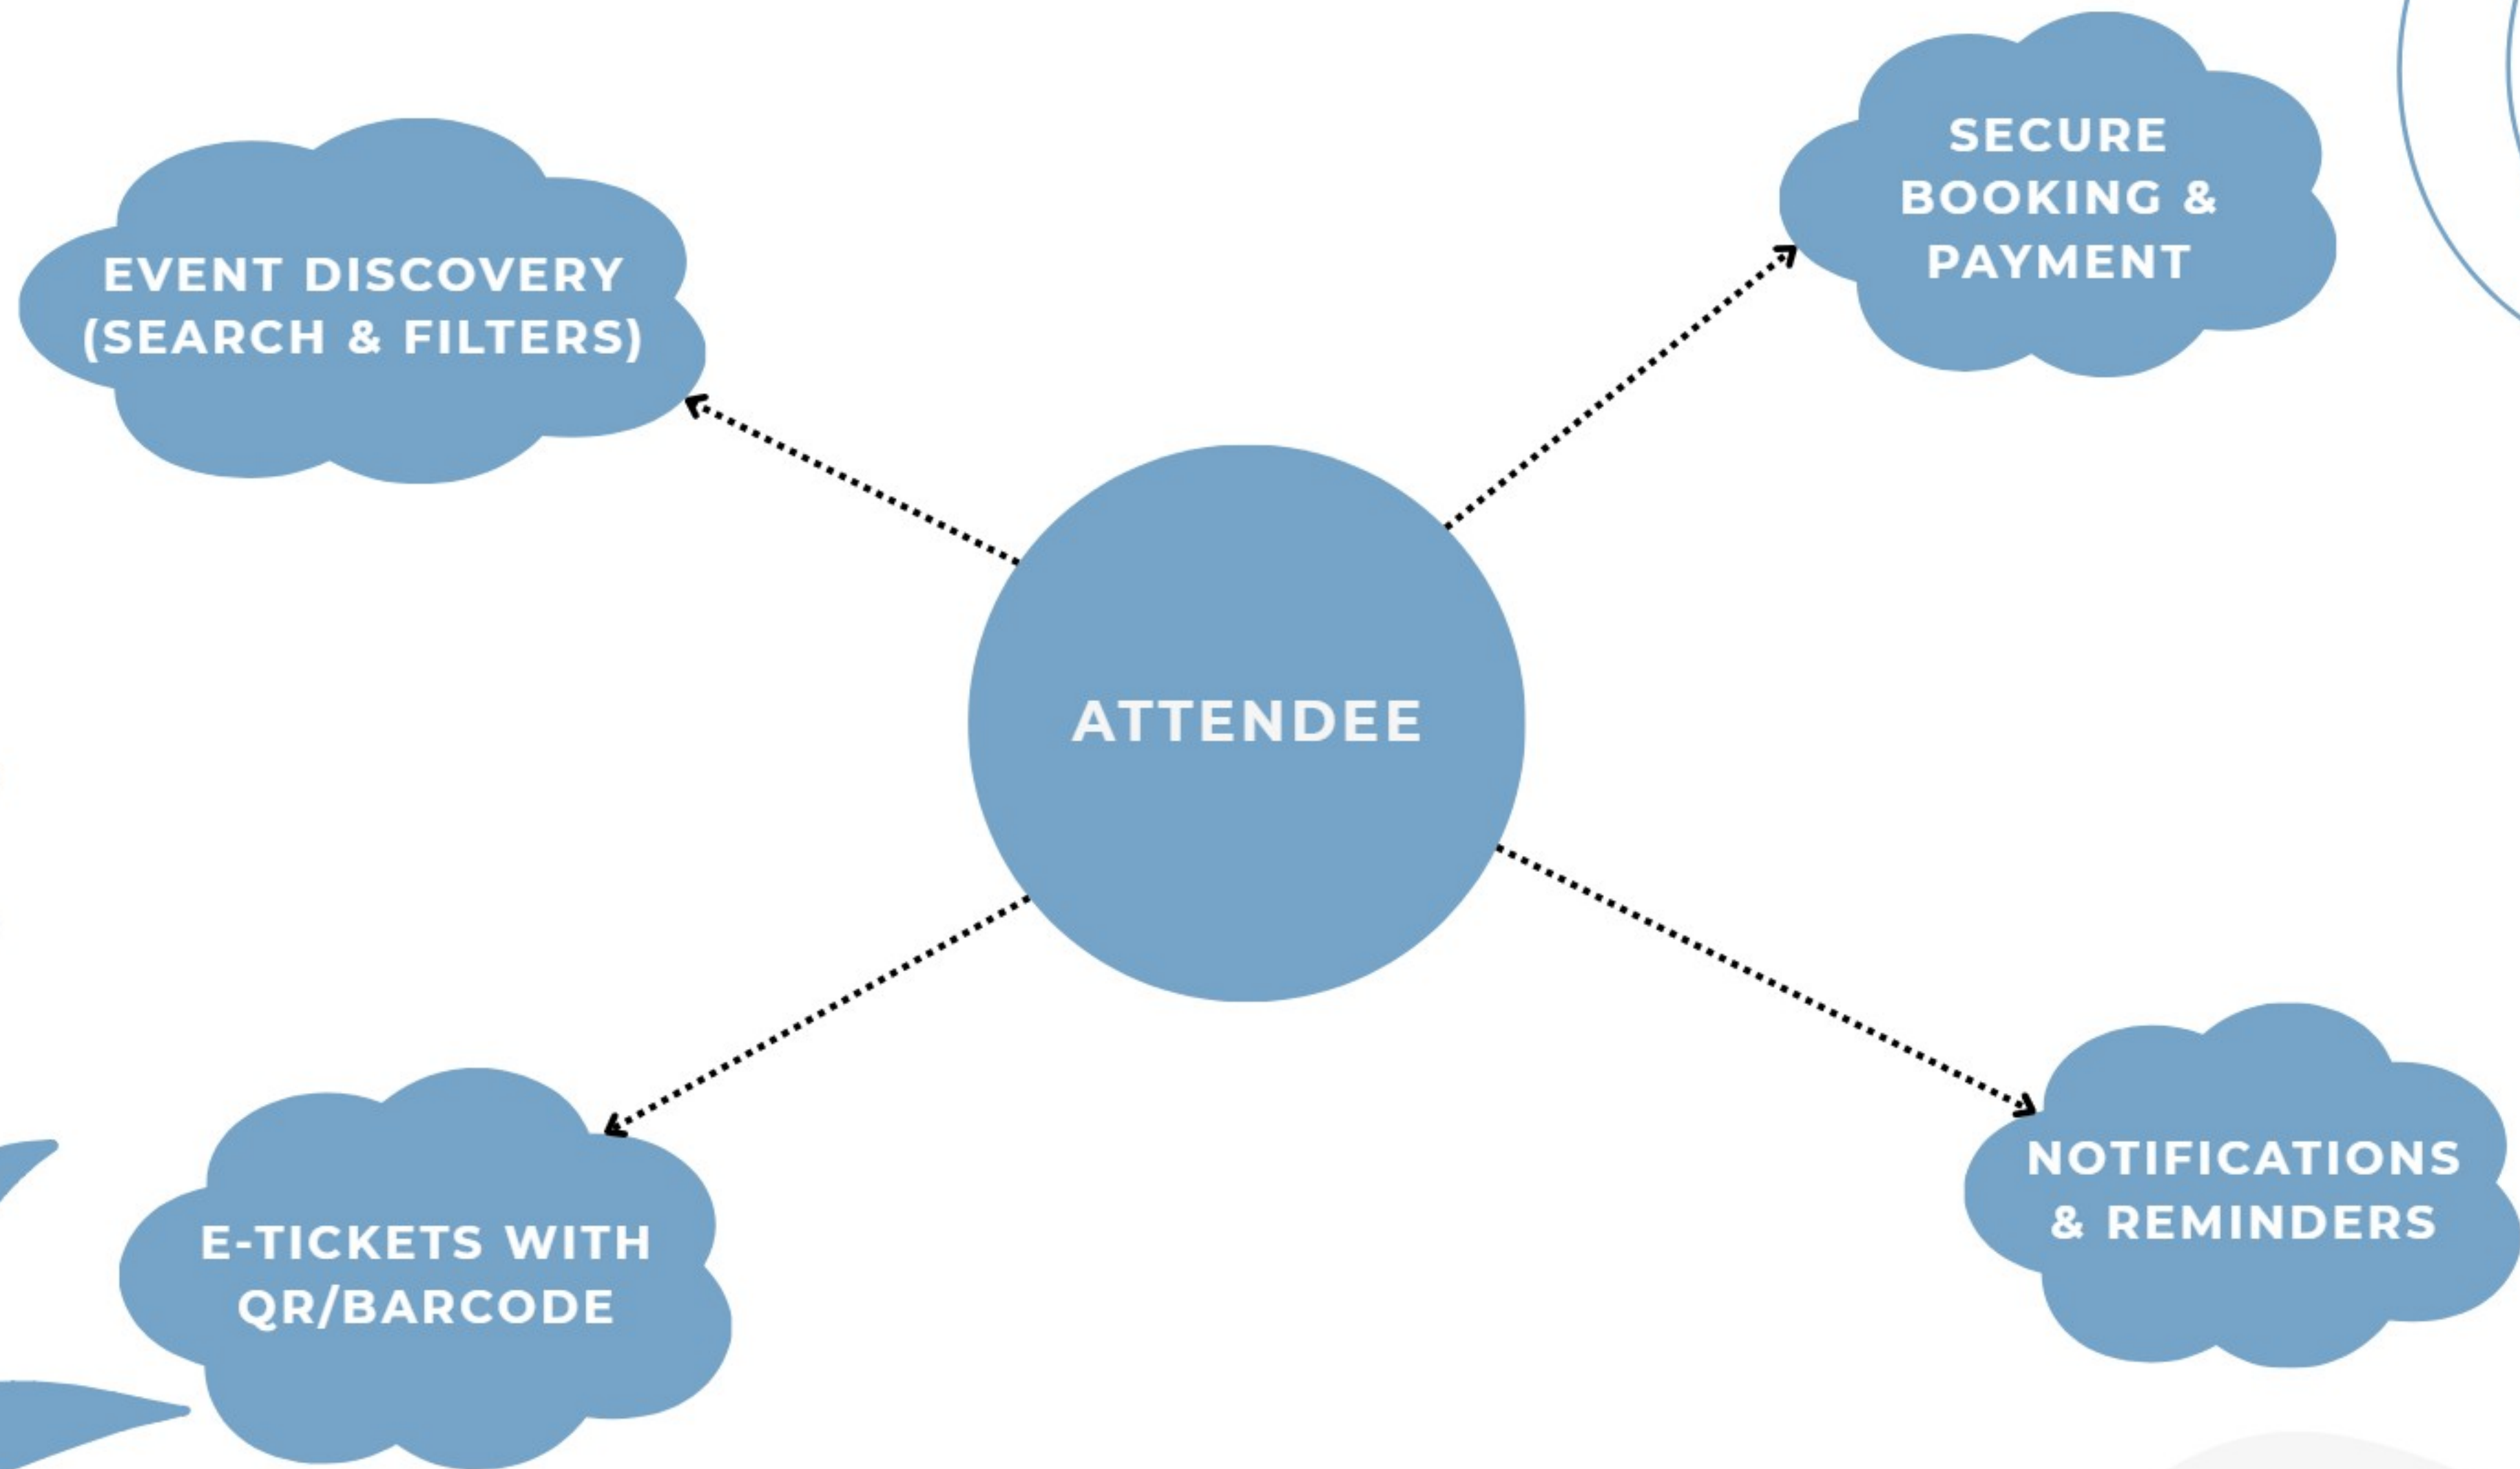 SECURE
BOOKING &
PAYMENT
EVENT DISCOVERY
(SEARCH & FILTERS)
ATTENDEE
NOTIFICATIONS
& REMINDERS
E-TICKETS WITH
QR/BARCODE